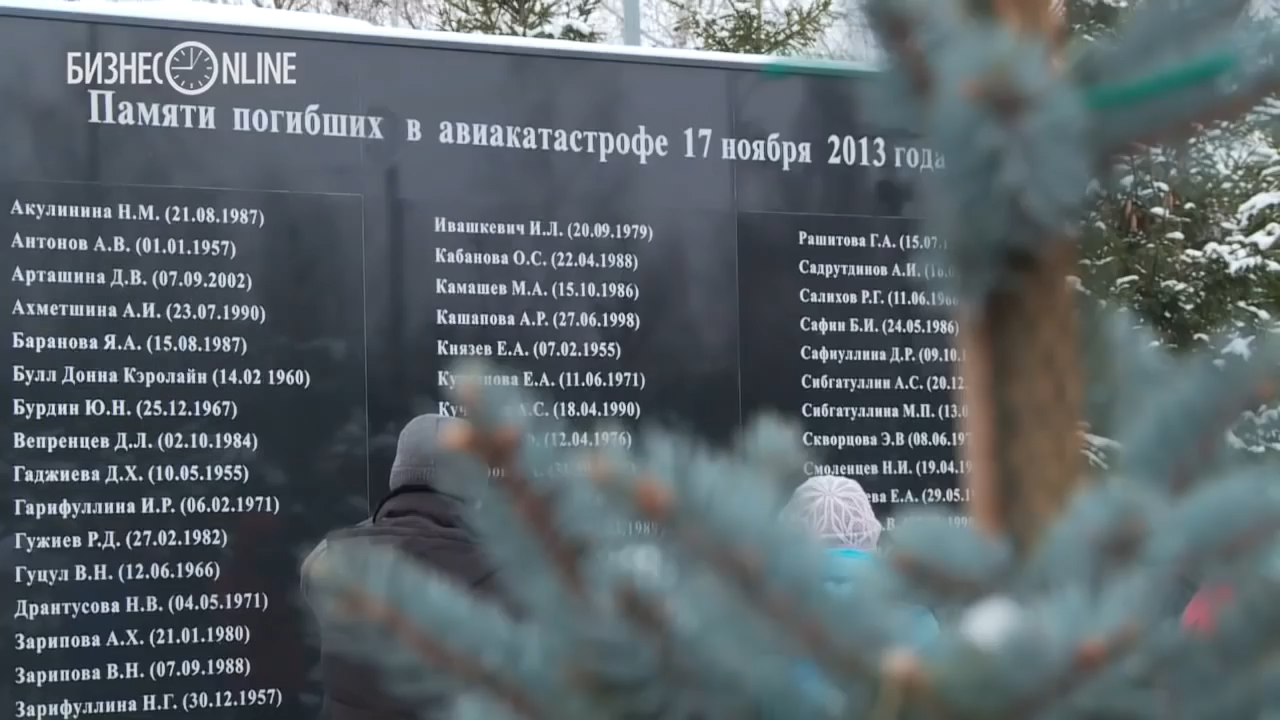 БИЗНЕС ONLINE
Памяти погибших в авиакатастрофе 17 ноября 2013 года
Акулинина Н.М. (21.08.1987)
Антонов А.В. (01.01.1957)
Арташина Д.В. (07.09.2002)
Ахметшина А.И. (23.07.1990)
Баранова Я.А. (15.08.1987)
Булл Донна Кэролайн (14.02 1960)
Бурдин Ю.Н. (25.12.1967)
Вепренцев Д.Л. (02.10.1984)
Гаджиева Д.Х. (10.05.1955)
Гарифуллина И.Р. (06.02.1971)
Гужиев Р.Д. (27.02.1982)
Гуцул В.Н. (12.06.1966)
Дрантусова Н.В. (04.05.1971)
Зарипова А.Х. (21.01.1980)
Зарипова В.Н. (07.09.1988)
Зарифуллина Н.Г. (30.12.1957)
Ивашкевич И.Л. (20.09.1979)
Кабанова О.С. (22.04.1988)
Камашев М.А. (15.10.1986)
Кашапова А.Р. (27.06.1998)
Князев Е.А. (07.02.1955)
Е.А. (11.06.1971)
(18.04.1990)
(12.04.1976)
Рашитова Г.А.
Садрутдинов А.И.
Салихов Р.Г.
Сафин Б.И. (24.05.1986)
Сафиуллина Д.Р.
Сибгатуллин А.С.
Сибгатуллина М.П.
Скворцова Э.В
Смоленцев Н.И.
Е.А.